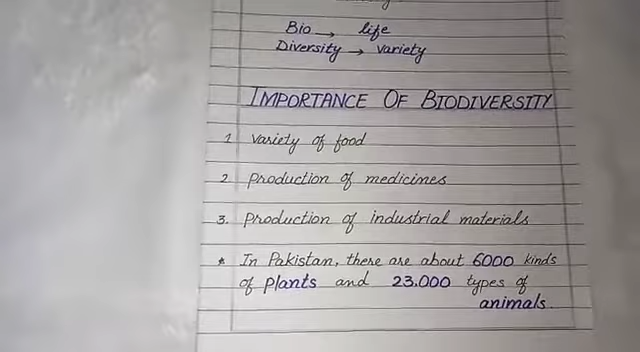 Bio → life
Diversity → variety
IMPORTANCE OF BIODIVERSITY
1 Variety of food
2 Production of medicines
3. Production of industrial materials
* In Pakistan, there are about 6000 kinds
of plants and 23.000 types of
animals.